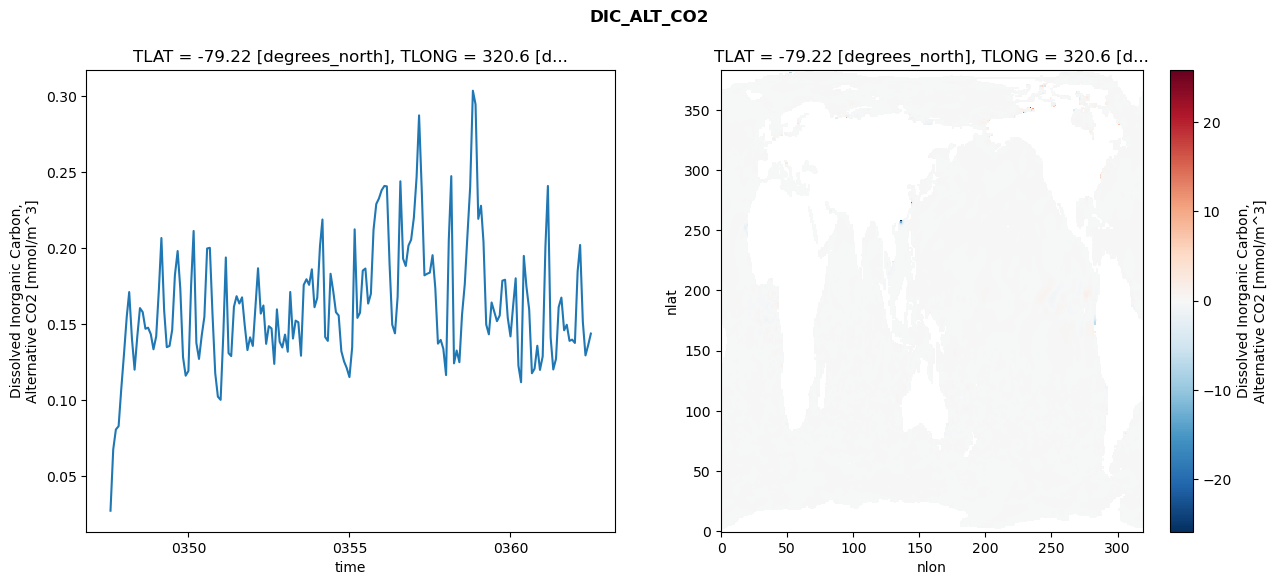 DIC_ALT_CO2
TLAT = -79.22 [degrees_north], TLONG = 320.6 [d...
Dissolved Inorganic Carbon,
Alternative CO2 [mmol/m^3]
0.30
0.25
0.20
0.15
0.10
0.05
0350
0355
0360
time
TLAT = -79.22 [degrees_north], TLONG = 320.6 [d...
nlat
350
300
250
200
150
100
50
0
0
50
100
150
200
250
300
nlon
20
10
0
−10
−20
Dissolved Inorganic Carbon,
Alternative CO2 [mmol/m^3]